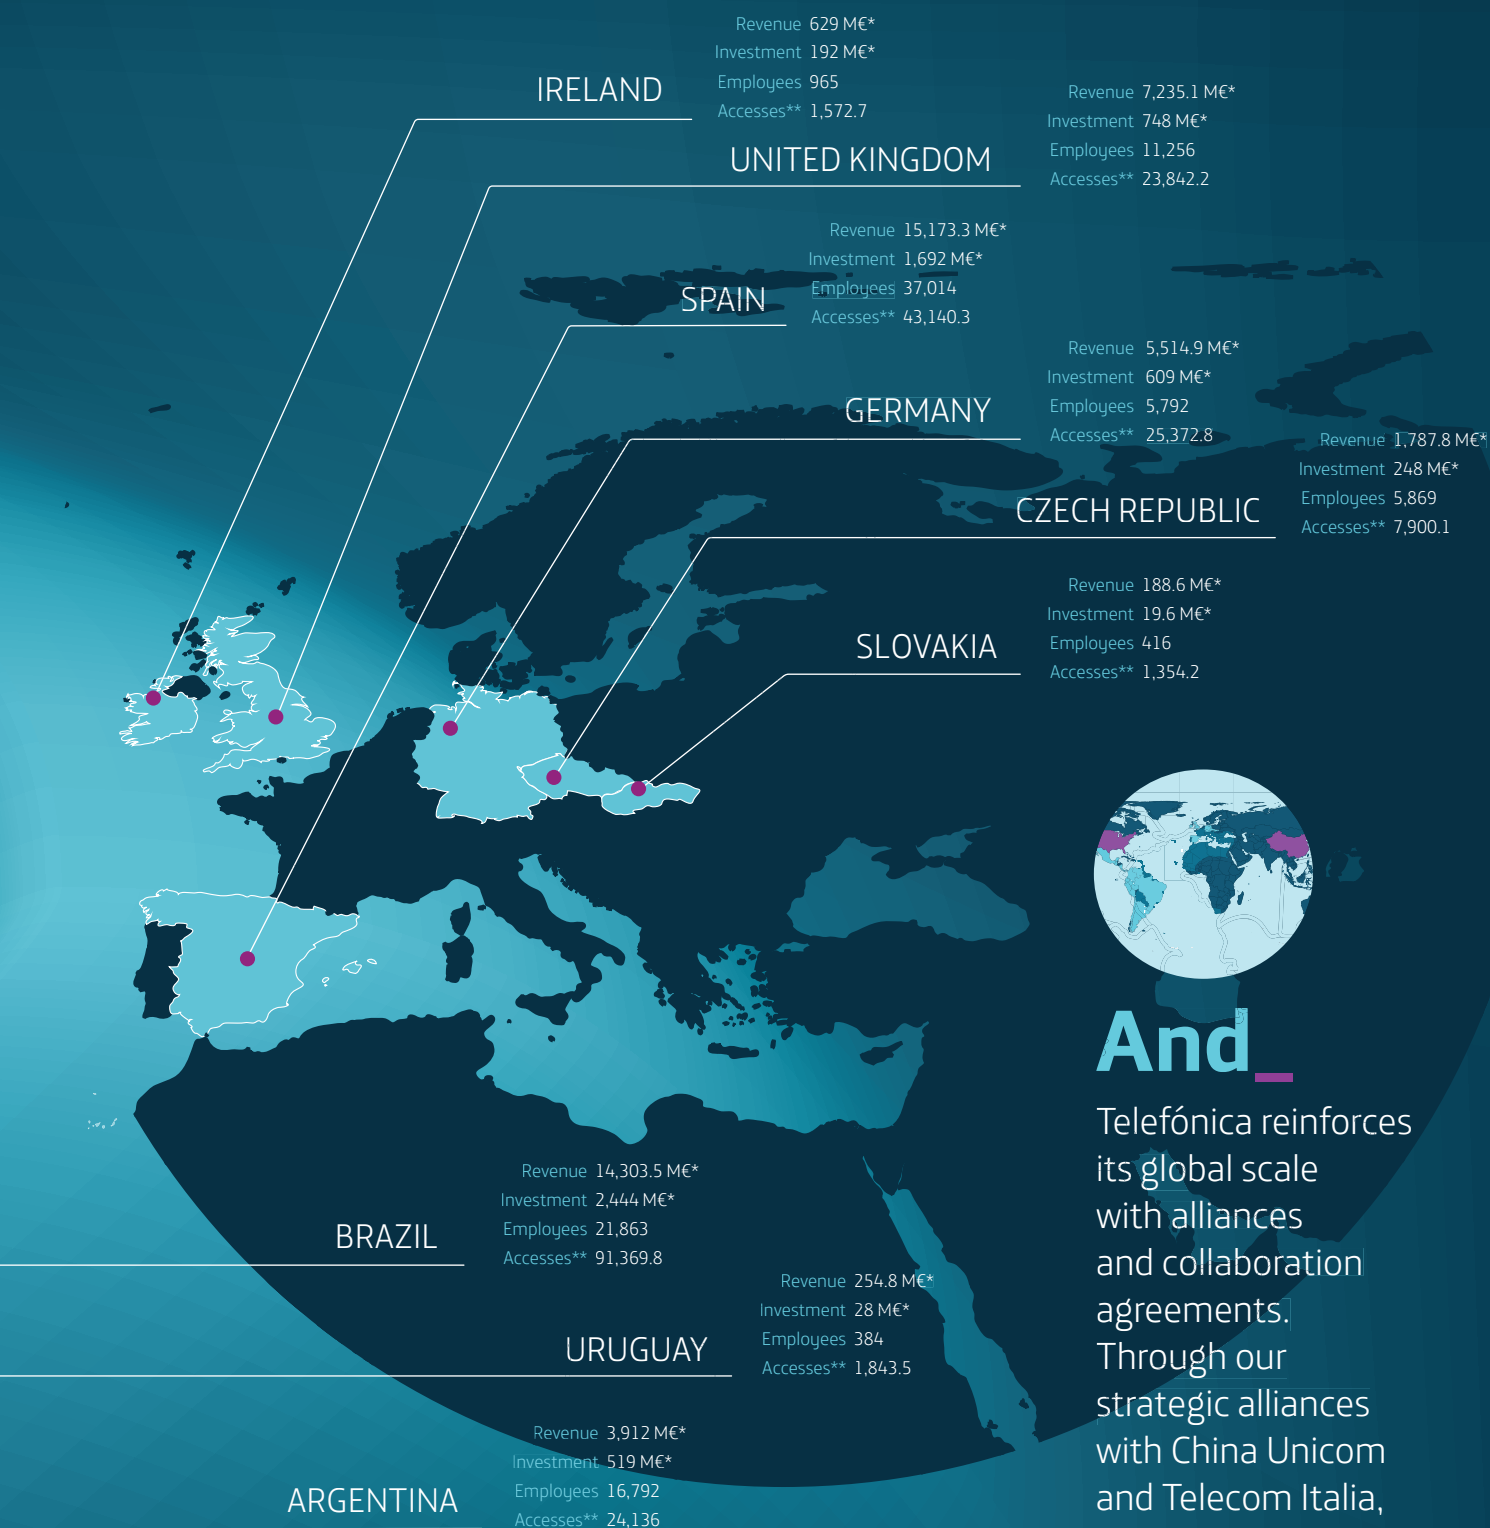 Revenue 629 M€*
Investment 192 M€*
Employees 965
Accesses** 1,572.7
IRELAND
Revenue 7,235.1 M€*
Investment 748 M€*
Employees 11,256
Accesses** 23,842.2
UNITED KINGDOM
Revenue 15,173.3 M€*
Investment 1,692 M€*
Employees 37,014
Accesses** 43,140.3
SPAIN
Revenue 5,514.9 M€*
Investment 609 M€*
Employees 5,792
Accesses** 25,372.8
GERMANY
Revenue 1,787.8 M€*
Investment 248 M€*
Employees 5,869
Accesses** 7,900.1
CZECH REPUBLIC
Revenue 188.6 M€*
Investment 19.6 M€*
Employees 416
Accesses** 1,354.2
SLOVAKIA
Revenue 14,303.5 M€*
Investment 2,444 M€*
Employees 21,863
Accesses** 91,369.8
BRAZIL
Revenue 254.8 M€*
Investment 28 M€*
Employees 384
Accesses** 1,843.5
URUGUAY
Revenue 3,912 M€*
Investment 519 M€*
Employees 16,792
Accesses** 24,136
ARGENTINA
And_
Telefónica reinforces
its global scale
with alliances
and collaboration
agreements.
Through our
strategic alliances
with China Unicom
and Telecom Italia,